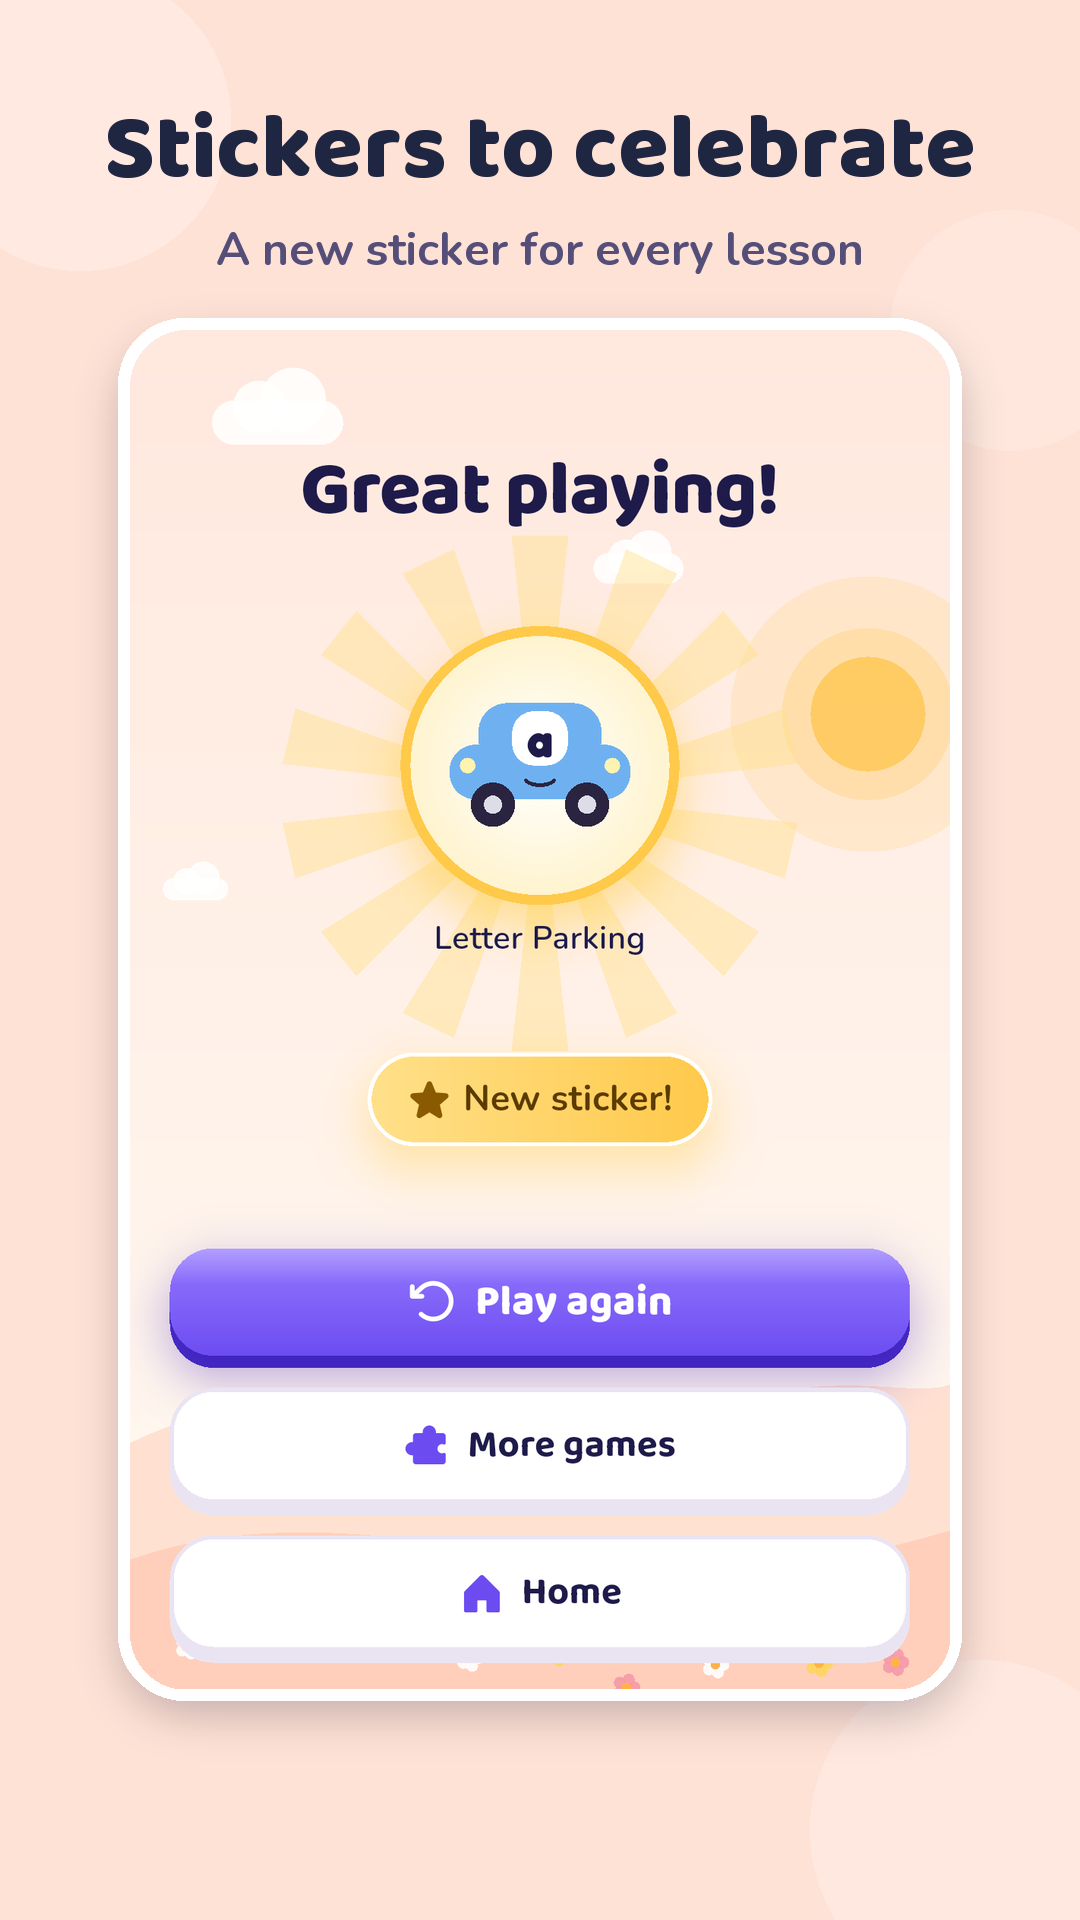 Stickers to celebrate
A new sticker for every lesson
Great playing!
a
Letter Parking
New sticker!
Play again
More games
Home